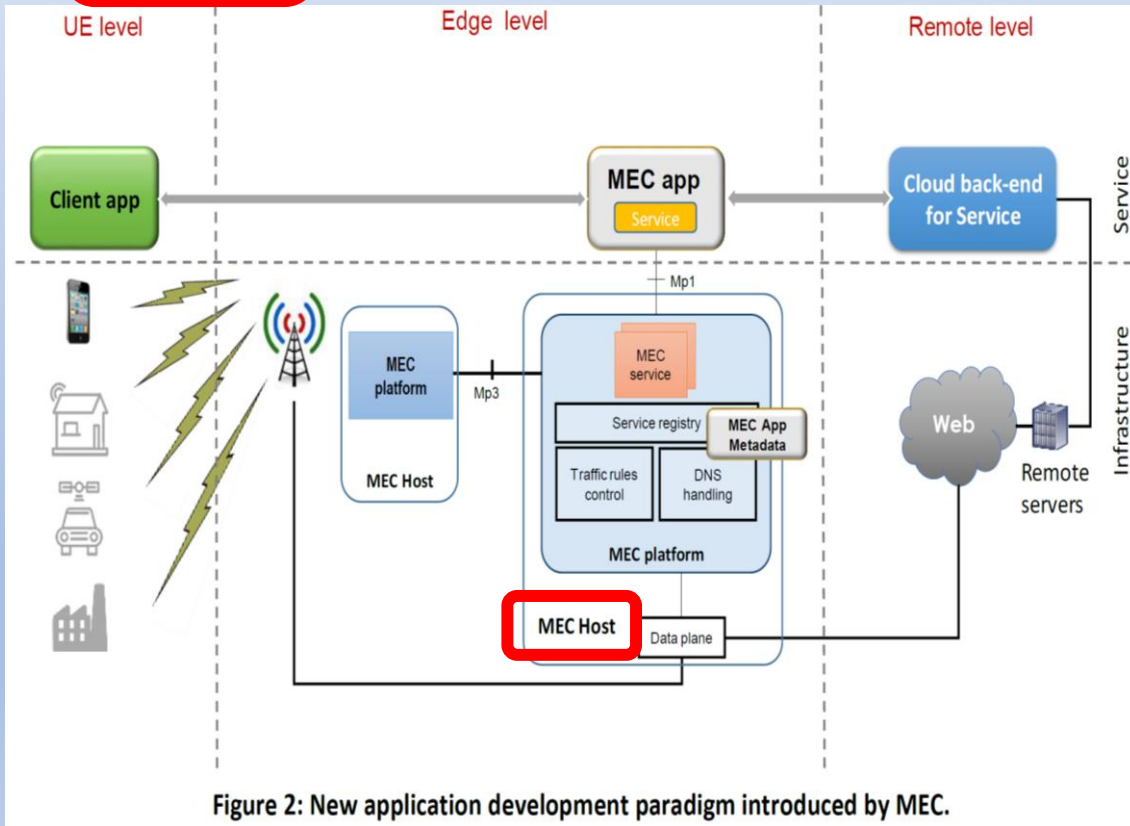 UE level
Edge level
Remote level
Client app
MEC app
Service
Cloud back-end
for Service
Service
Mp1
MEC
platform
MEC Host
Mp3
MEC
service
Service registry
MEC App
Metadata
Traffic rules
control
DNS
handling
MEC platform
MEC Host
Data plane
Web
Remote
servers
Infrastructure
Figure 2: New application development paradigm introduced by MEC.